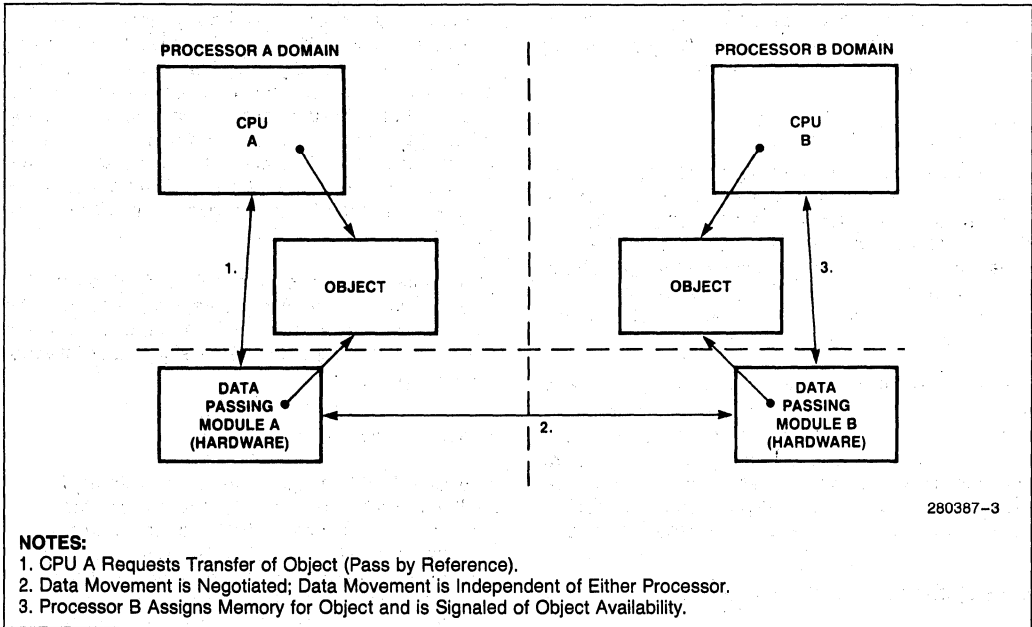 PROCESSOR A DOMAIN
PROCESSOR B DOMAIN
CPU
A
CPU
B
1.
OBJECT
OBJECT
3.
DATA
PASSING
MODULE A
(HARDWARE)
2.
DATA
PASSING
MODULE B
(HARDWARE)
280387–3
NOTES:
1. CPU A Requests Transfer of Object (Pass by Reference).
2. Data Movement is Negotiated; Data Movement is Independent of Either Processor.
3. Processor B Assigns Memory for Object and is Signaled of Object Availability.